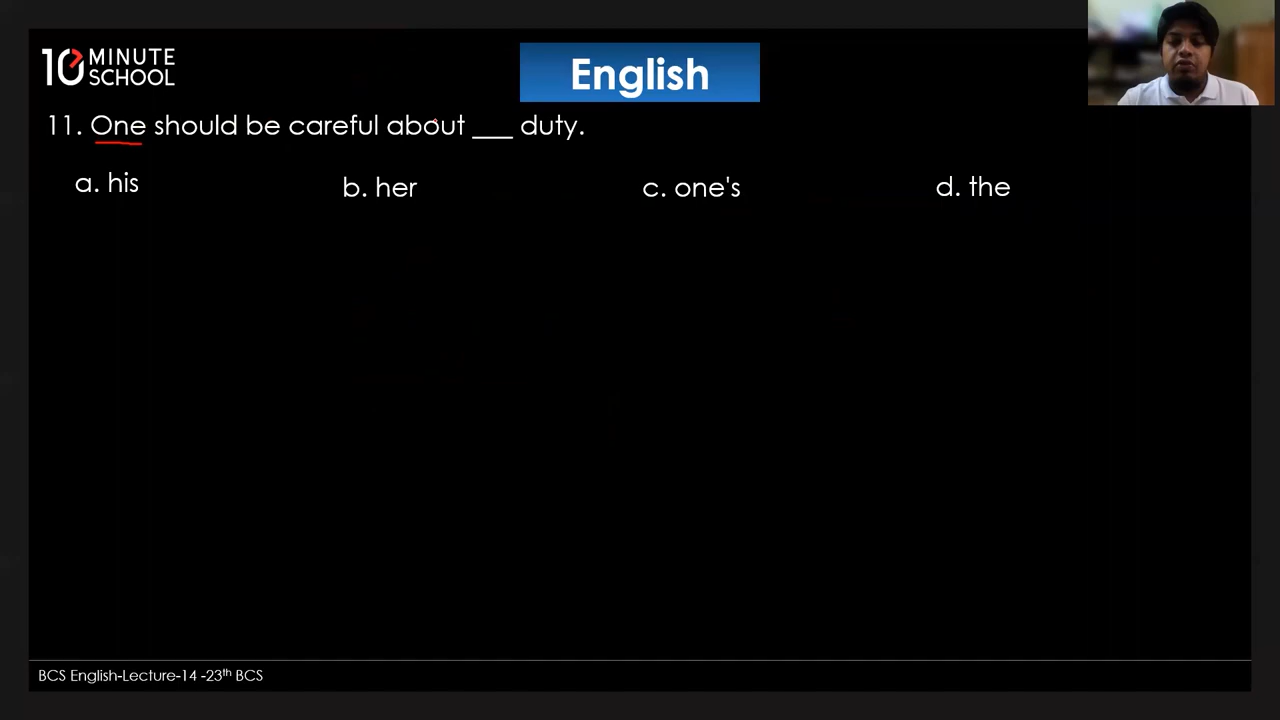 10 MINUTE SCHOOL
English
11. One should be careful about ___ duty.
a. his b. her c. one's d. the
BCS English-Lecture-14 -23th BCS